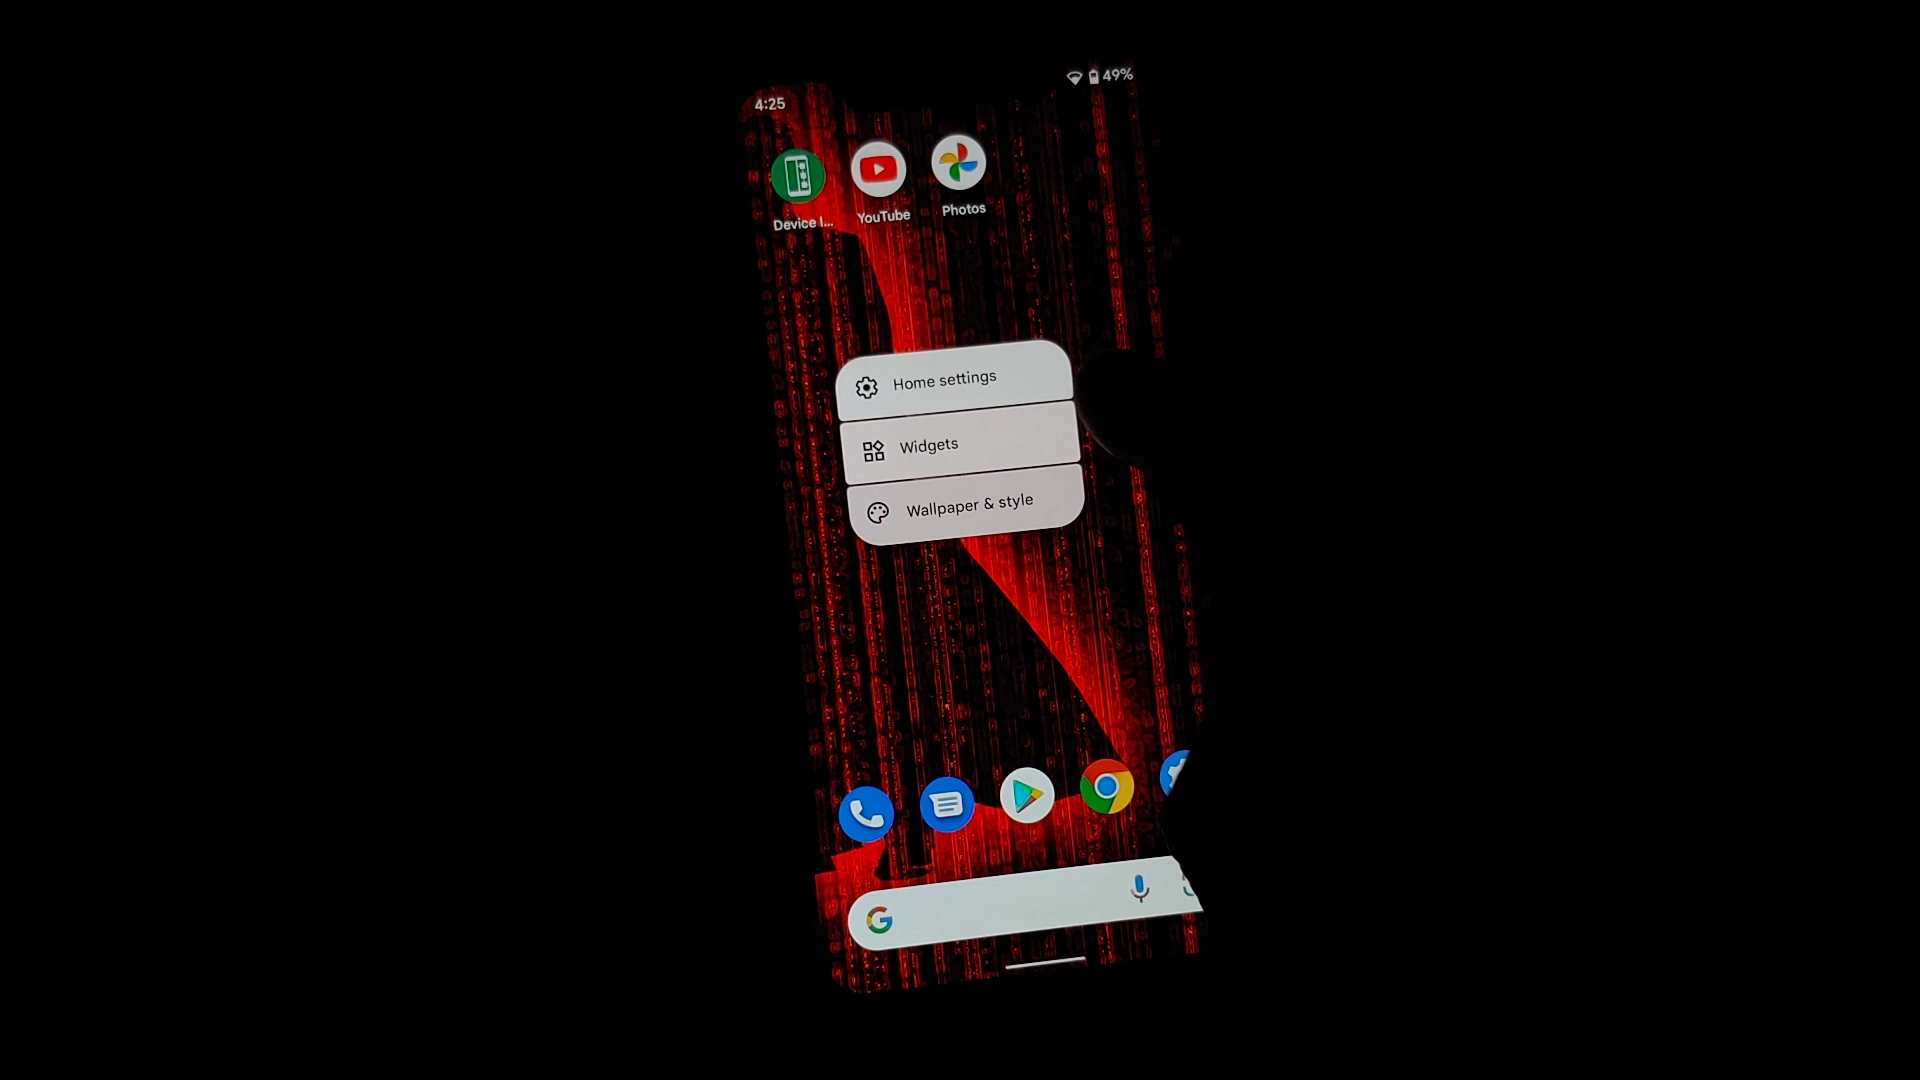 4:25
49%
Device I...
YouTube
Photos
Home settings
Widgets
Wallpaper & style